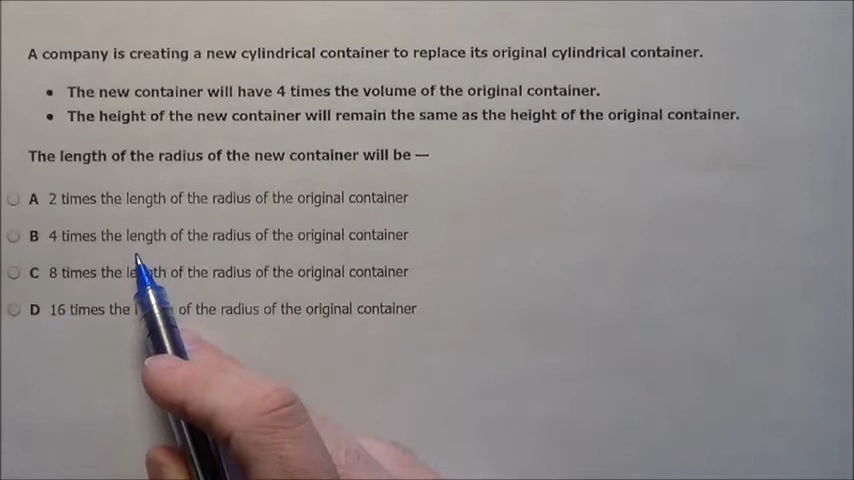 A company is creating a new cylindrical container to replace its original cylindrical container.
• The new container will have 4 times the volume of the original container.
• The height of the new container will remain the same as the height of the original container.
The length of the radius of the new container will be —
A 2 times the length of the radius of the original container
B 4 times the length of the radius of the original container
C 8 times the length of the radius of the original container
D 16 times the of the radius of the original container